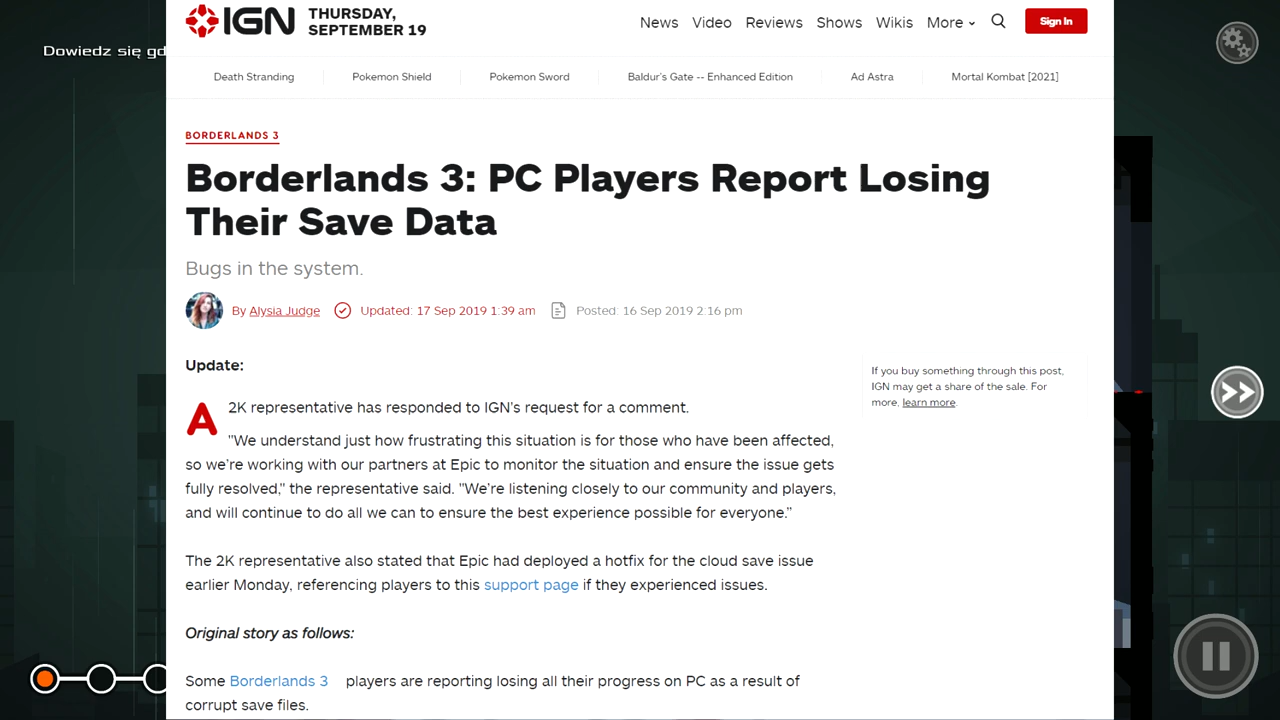 Dowiedz się gd
IGN
THURSDAY,
SEPTEMBER 19
News Video Reviews Shows Wikis More
Sign In
Death Stranding Pokemon Shield Pokemon Sword Baldur's Gate -- Enhanced Edition Ad Astra Mortal Kombat [2021]
BORDERLANDS 3
Borderlands 3: PC Players Report Losing
Their Save Data
Bugs in the system.
By Alysia Judge Updated: 17 Sep 2019 1:39 am Posted: 16 Sep 2019 2:16 pm
Update:
A 2K representative has responded to IGN's request for a comment.
"We understand just how frustrating this situation is for those who have been affected,
so we're working with our partners at Epic to monitor the situation and ensure the issue gets
fully resolved," the representative said. "We're listening closely to our community and players,
and will continue to do all we can to ensure the best experience possible for everyone."
The 2K representative also stated that Epic had deployed a hotfix for the cloud save issue
earlier Monday, referencing players to this support page if they experienced issues.
Original story as follows:
Some Borderlands 3 players are reporting losing all their progress on PC as a result of
corrupt save files.
If you buy something through this post,
IGN may get a share of the sale. For
more, learn more.